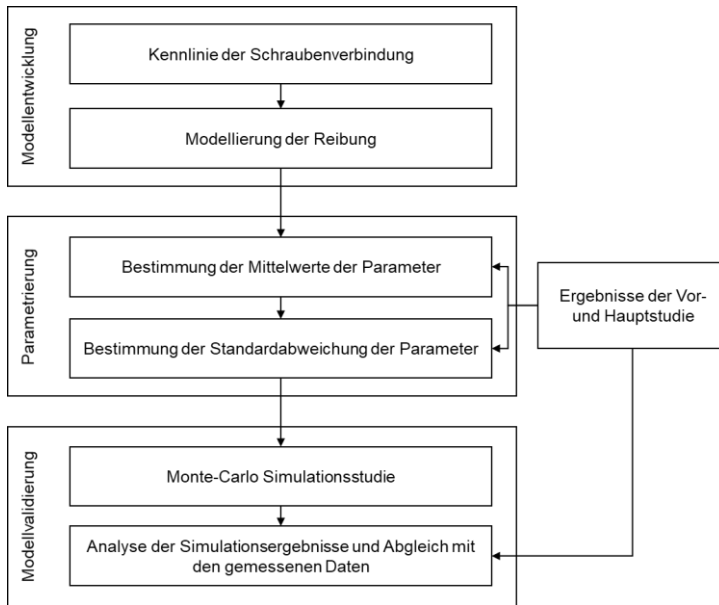 Modellentwicklung
Kennlinie der Schraubenverbindung
Modellierung der Reibung
Parametrierung
Bestimmung der Mittelwerte der Parameter
Bestimmung der Standardabweichung der Parameter
Ergebnisse der Vor-
und Hauptstudie
Modellvalidierung
Monte-Carlo Simulationsstudie
Analyse der Simulationsergebnisse und Abgleich mit
den gemessenen Daten